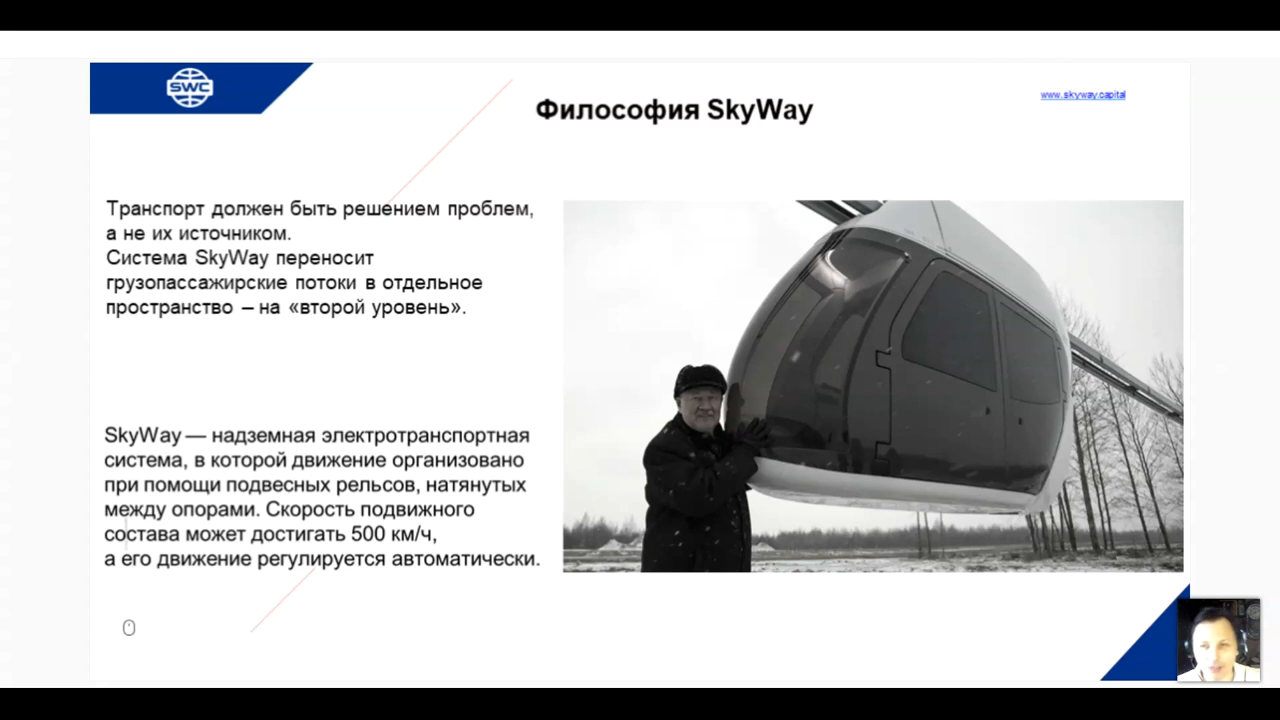 SWC
Философия SkyWay
www.skyway.capital
Транспорт должен быть решением проблем,
а не их источником.
Система SkyWay переносит
грузопассажирские потоки в отдельное
пространство – на «второй уровень».
SkyWay — надземная электротранспортная
система, в которой движение организовано
при помощи подвесных рельсов, натянутых
между опорами. Скорость подвижного
состава может достигать 500 км/ч,
а его движение регулируется автоматически.